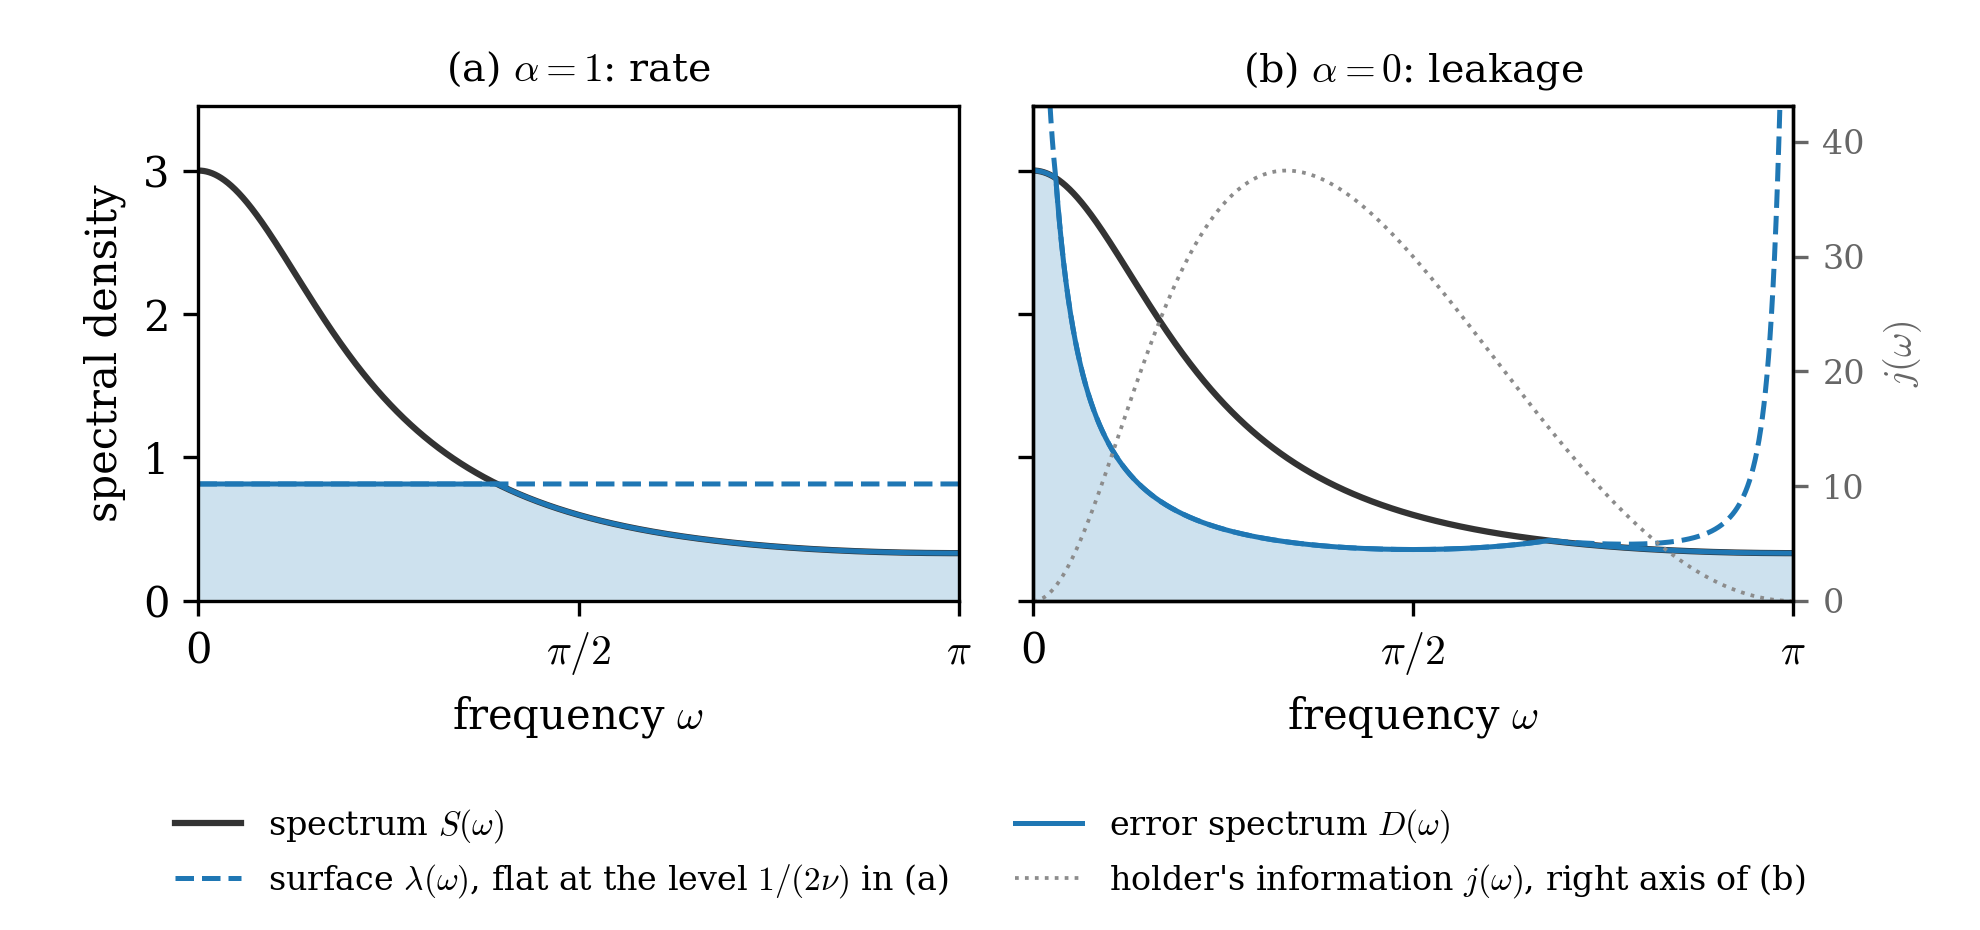 (a) α = 1: rate
(b) α = 0: leakage
spectral density
3
2
1
0
0
π/2
π
frequency ω
40
30
20
10
0
j(ω)
0
π/2
π
frequency ω
spectrum S(ω)
surface λ(ω), flat at the level 1/(2ν) in (a)
error spectrum D(ω)
holder's information j(ω), right axis of (b)